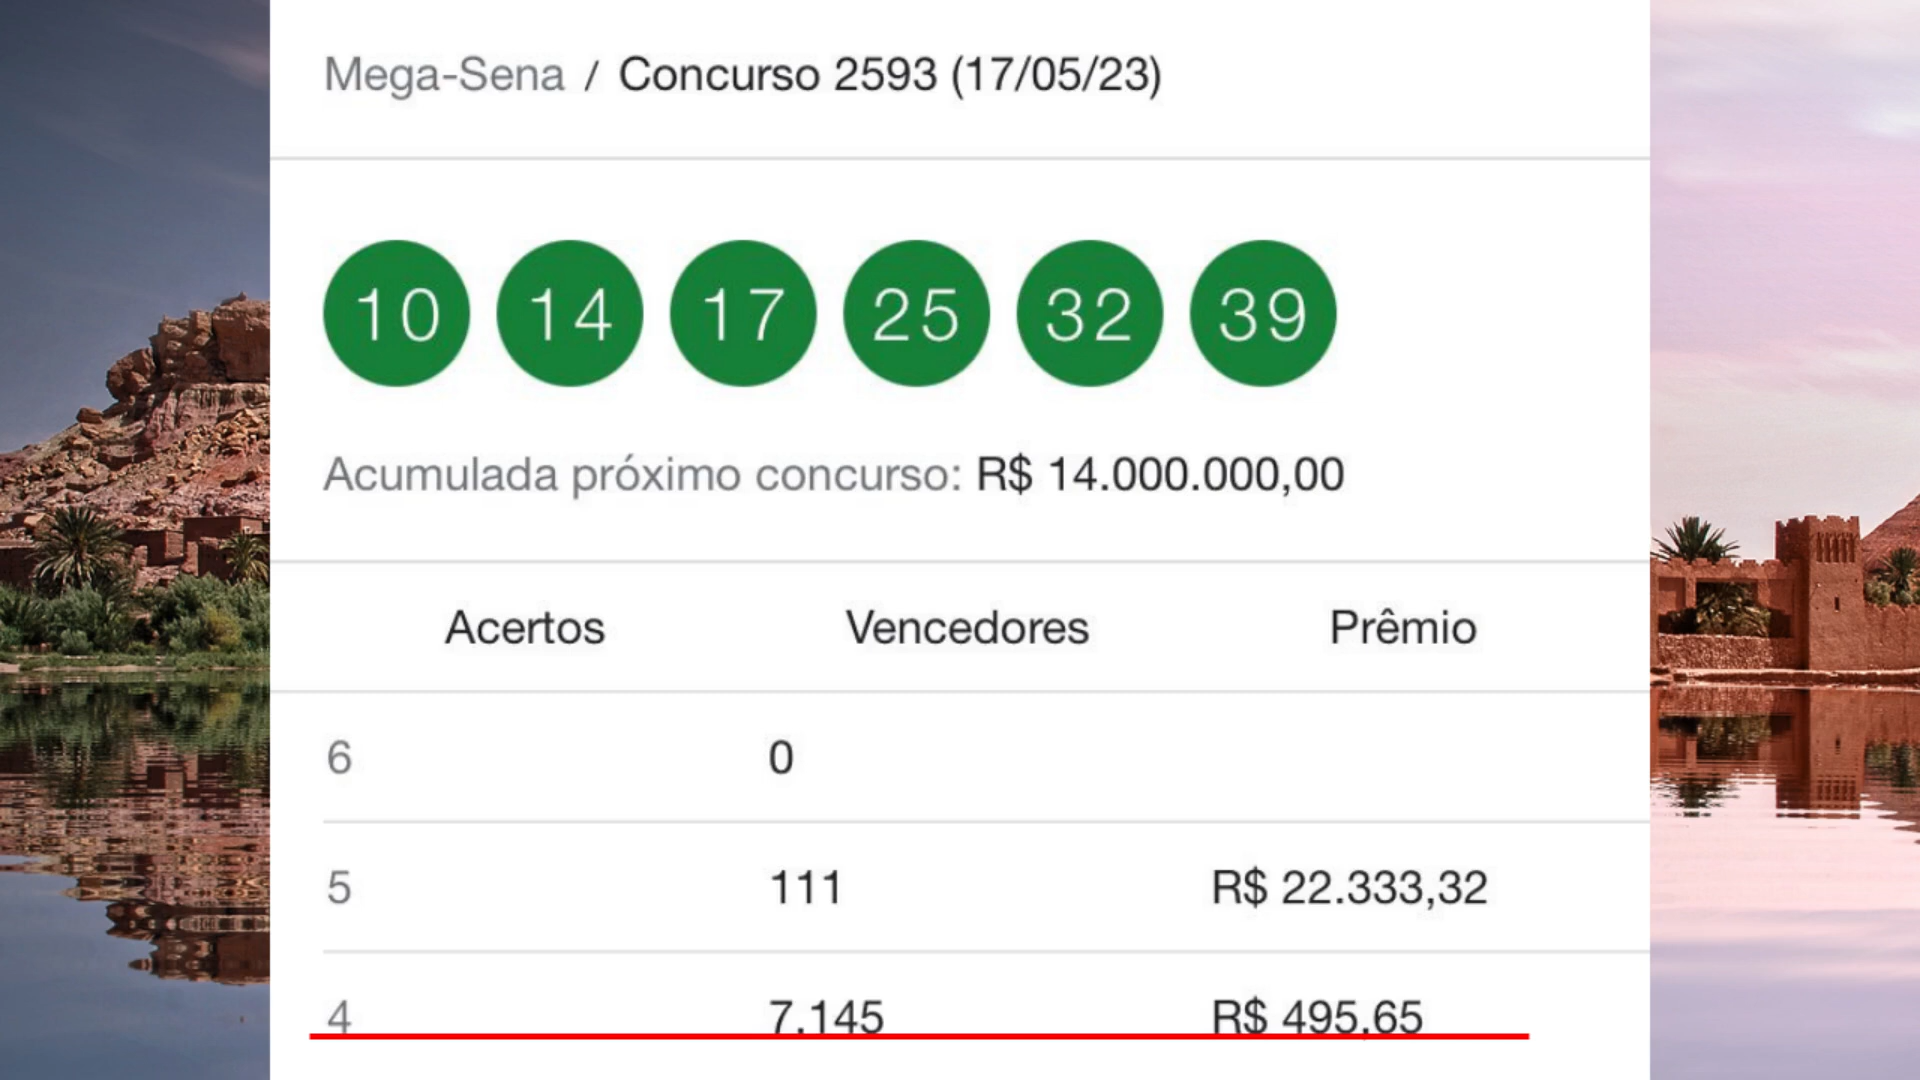 Mega-Sena / Concurso 2593 (17/05/23)
10 14 17 25 32 39
Acumulada próximo concurso: R$ 14.000.000,00
Acertos Vencedores Prêmio
6 0
5 111 R$ 22.333,32
4 7.145 R$ 495,65